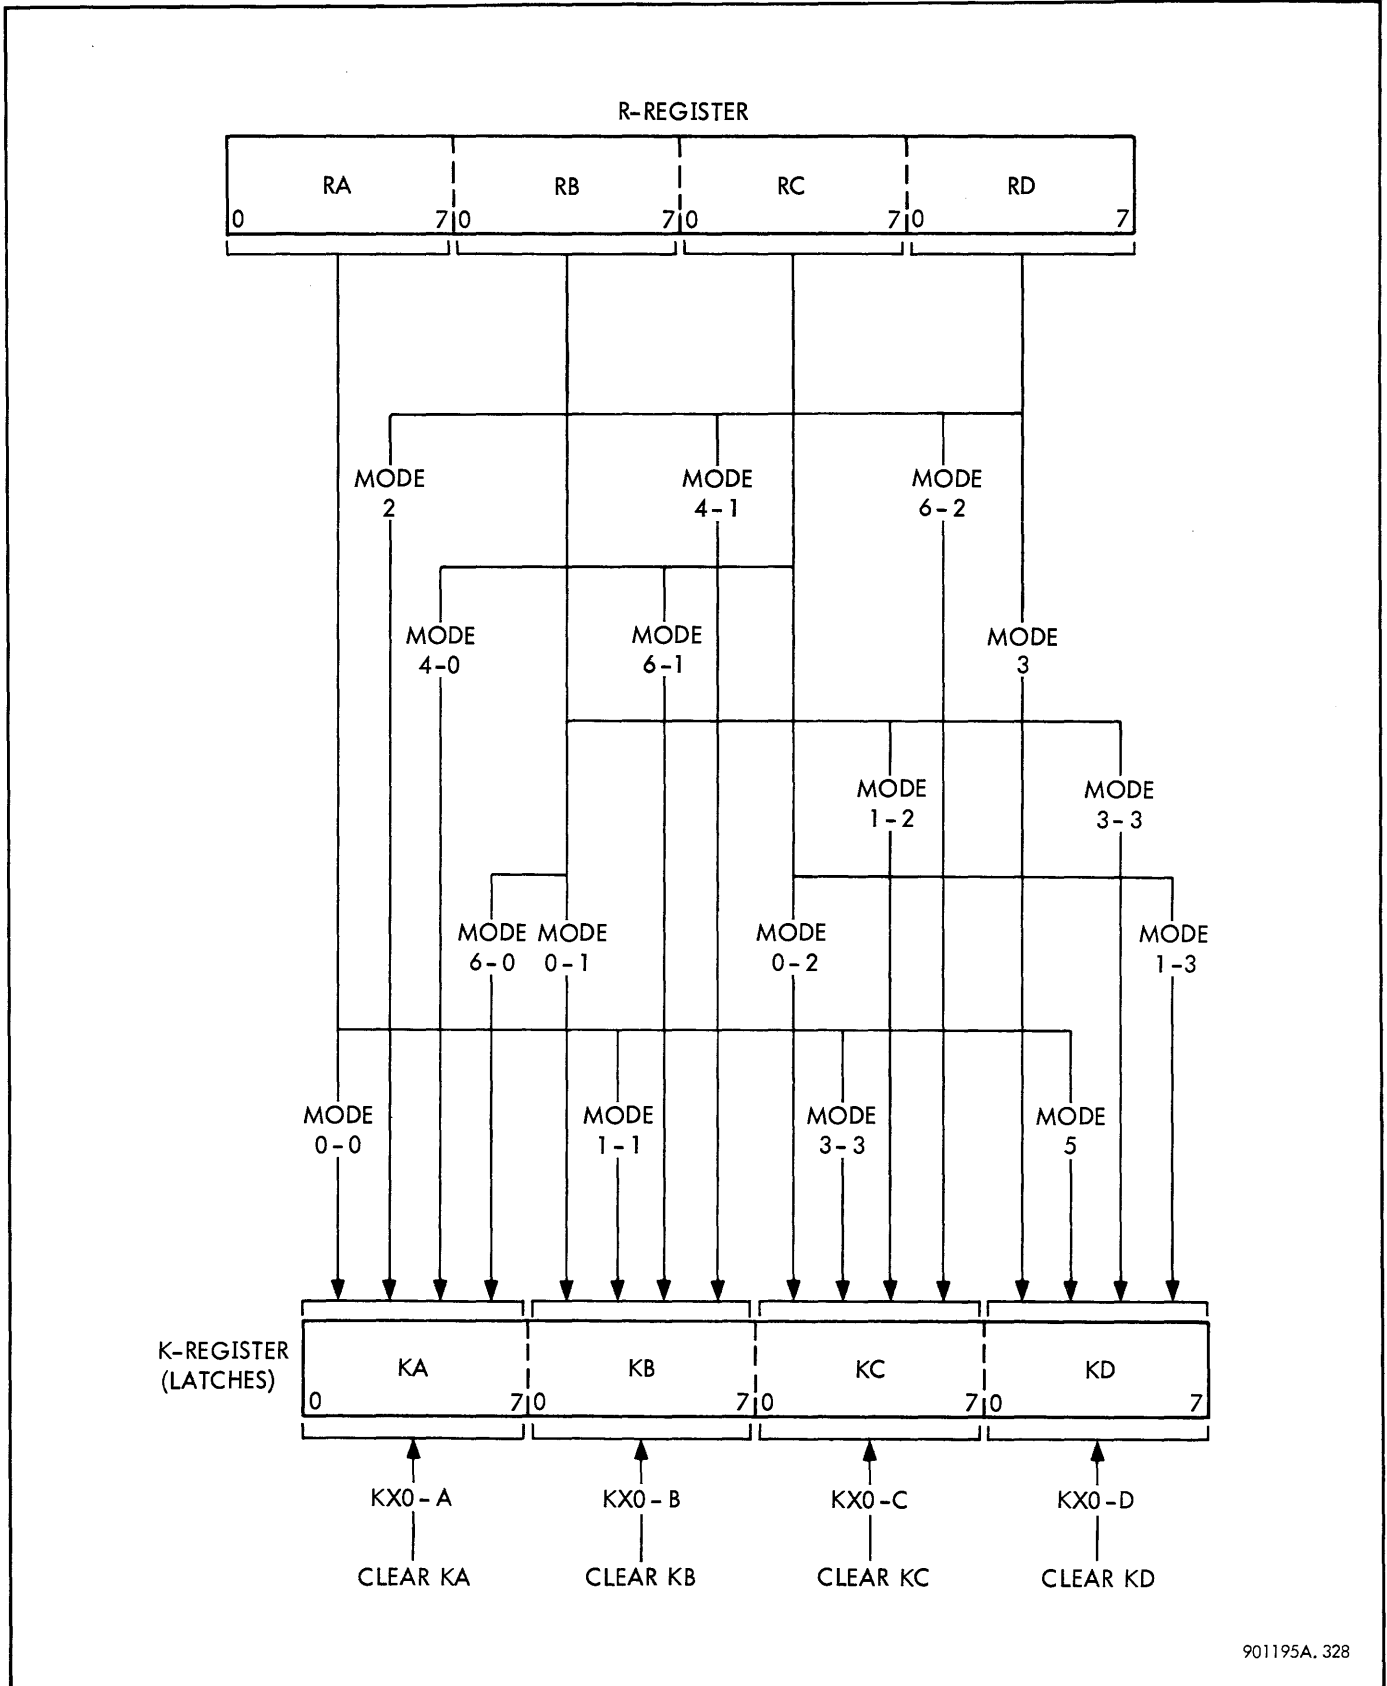 R-REGISTER
RA RB RC RD
0 7 0 7 0 7 0 7
MODE MODE MODE
2 4-1 6-2
MODE MODE MODE
4-0 6-1 3
MODE MODE
1-2 3-3
MODE MODE MODE MODE
6-0 0-1 0-2 1-3
MODE MODE MODE MODE
0-0 1-1 3-3 5
K-REGISTER
(LATCHES)
KA KB KC KD
0 7 0 7 0 7 0 7
KX0-A KX0-B KX0-C KX0-D
CLEAR KA CLEAR KB CLEAR KC CLEAR KD
901195A. 328